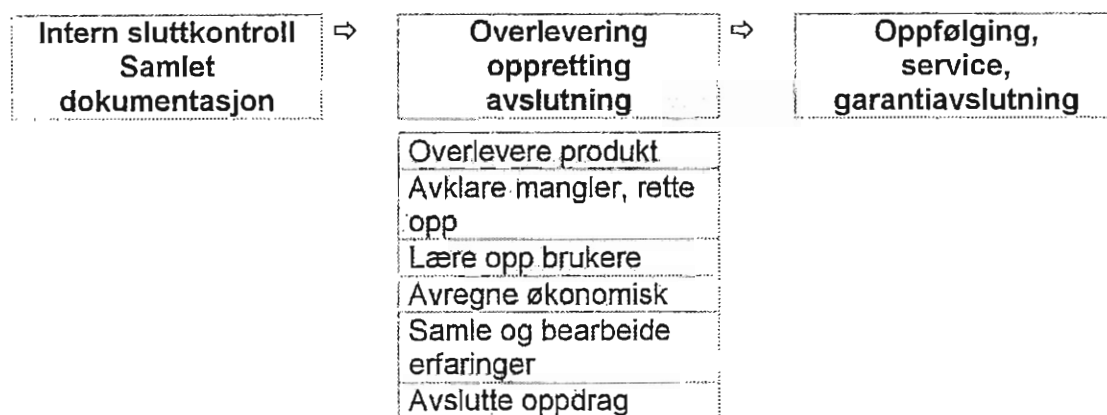 Intern sluttkontroll
Samlet
dokumentasjon
⇨
Overlevering
oppretting
avslutning
⇨
Oppfølging,
service,
garantiavslutning
Overlevere produkt
Avklare mangler, rette
opp
Lære opp brukere
Avregne økonomisk
Samle og bearbeide
erfaringer
Avslutte oppdrag